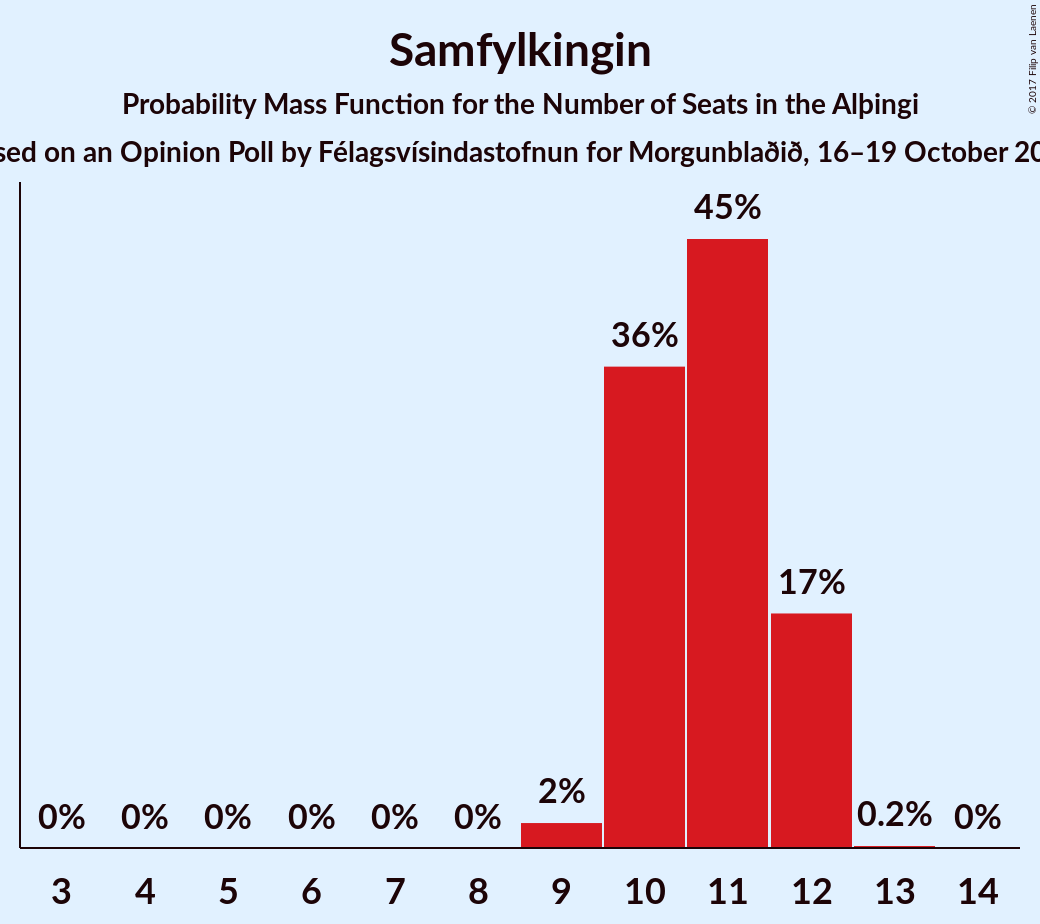 Samfylkingin
Probability Mass Function for the Number of Seats in the Alþingi
sed on an Opinion Poll by Félagsvísindastofnun for Morgunblaðið, 16–19 October 20
© 2017 Filip van Laenen
45%
36%
17%
2%
0% 0% 0% 0% 0% 0% 0.2% 0%
3 4 5 6 7 8 9 10 11 12 13 14